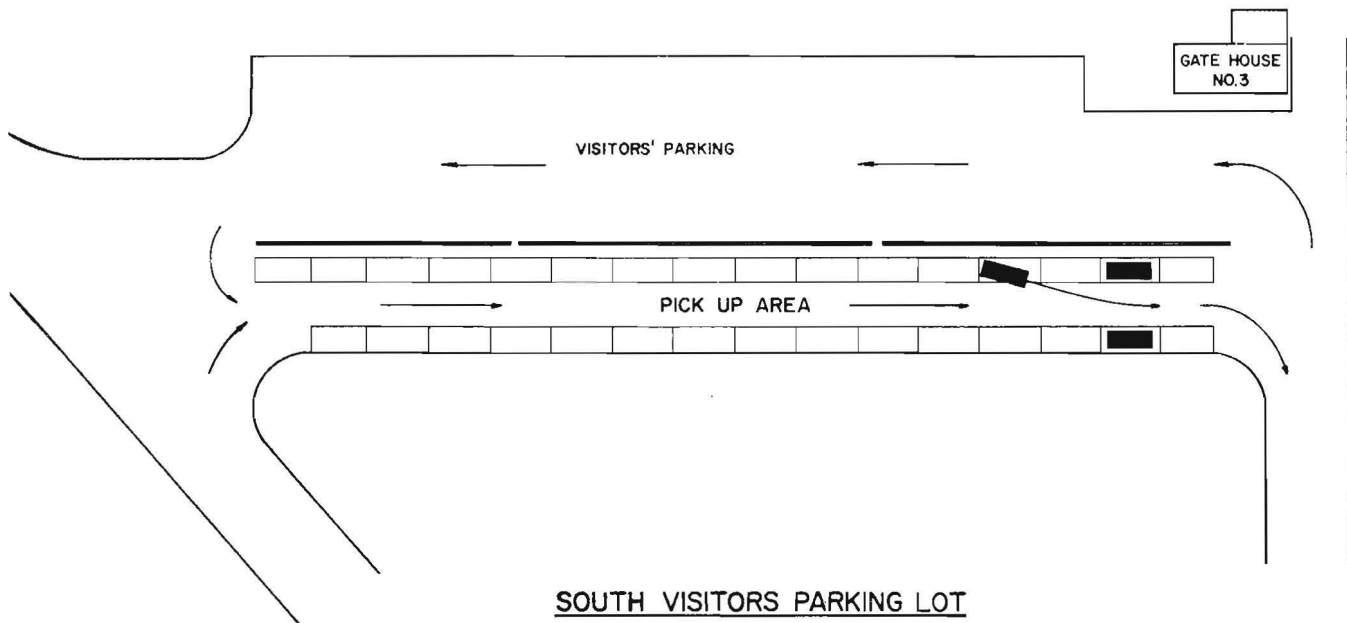 GATE HOUSE
NO.3
VISITORS' PARKING
PICK UP AREA
SOUTH VISITORS PARKING LOT